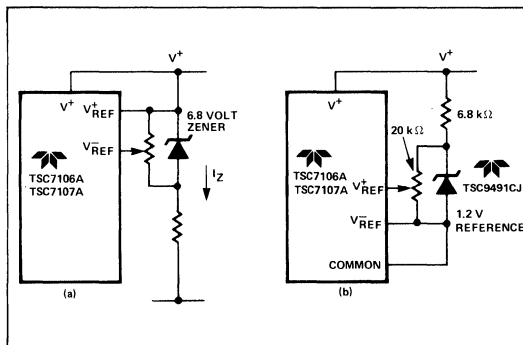 V+
V+
V+REF
V-REF
6.8 VOLT
ZENER
IZ
TSC7106A
TSC7107A
(a)
V+
V+
6.8 kΩ
20 kΩ
TSC7106A
TSC7107A
V+REF
V-REF
TSC9491CJ
1.2 V
REFERENCE
COMMON
(b)